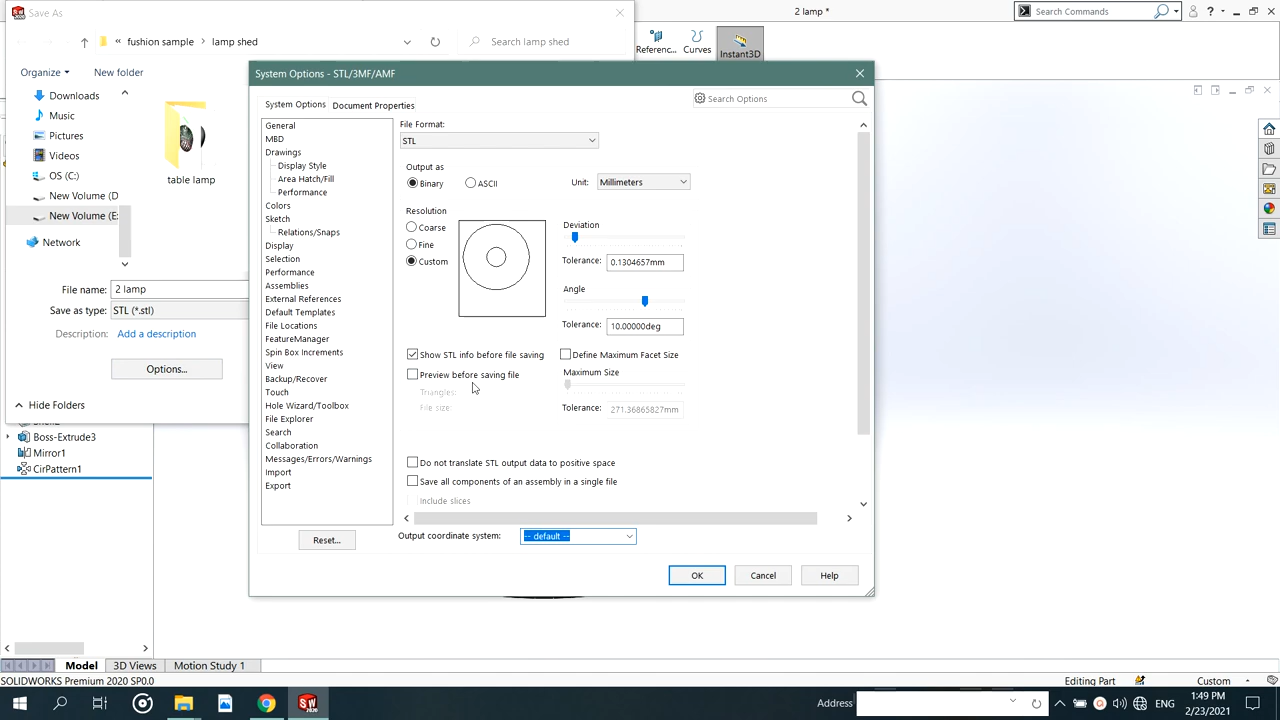 Save As
fushion sample
lamp shed
Search lamp shed
Organize
New folder
Downloads
Music
Pictures
Videos
OS (C:)
New Volume (D
New Volume (E:
Network
table lamp
File name:
2 lamp
Save as type:
STL (*.stl)
Description:
Add a description
Options...
Hide Folders
2 lamp *
Search Commands
Referenc...
Curves
Instant3D
System Options - STL/3MF/AMF
System Options
Document Properties
Search Options
General
MBD
Drawings
Display Style
Area Hatch/Fill
Performance
Colors
Sketch
Relations/Snaps
Display
Selection
Performance
Assemblies
External References
Default Templates
File Locations
FeatureManager
Spin Box Increments
View
Backup/Recover
Touch
Hole Wizard/Toolbox
File Explorer
Search
Collaboration
Messages/Errors/Warnings
Import
Export
Reset...
File Format:
STL
Output as
Binary
ASCII
Unit:
Millimeters
Resolution
Coarse
Fine
Custom
Deviation
Tolerance:
0.1304657mm
Angle
Tolerance:
10.00000deg
Show STL info before file saving
Define Maximum Facet Size
Preview before saving file
Maximum Size
Triangles:
File size:
Tolerance:
271.36865827mm
Do not translate STL output data to positive space
Save all components of an assembly in a single file
Include slices
Output coordinate system:
-- default --
OK
Cancel
Help
Boss-Extrude3
Mirror1
CirPattern1
Model
3D Views
Motion Study 1
SOLIDWORKS Premium 2020 SP0.0
Editing Part
Custom
Address
ENG
1:49 PM
2/23/2021